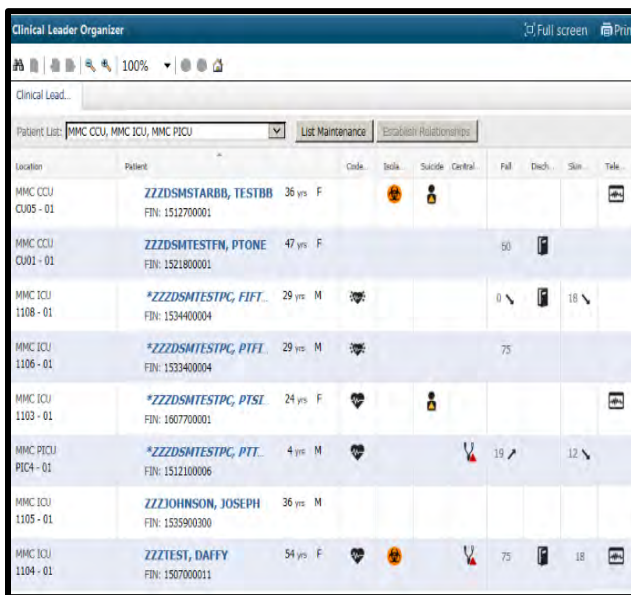 Clinical Leader Organizer Full screen Prin
100%
Clinical Lead...
Patient List: MMC CCU, MMC ICU, MMC PICU List Maintenance Establish Relationships
Location Patient Code... Isola... Suicide Central... Fall Disch... Skin... Tele...
MMC CCU ZZZDSMSTARBB, TESTBB 36 yrs F
CU05 - 01 FIN: 1512700001
MMC CCU ZZZDSMTESTFN, PTONE 47 yrs F 60
CU01 - 01 FIN: 1521800001
MMC ICU *ZZZDSMTESTPC, FIFT... 29 yrs M 0 18
1108 - 01 FIN: 1534400004
MMC ICU *ZZZDSMTESTPC, PTFI... 29 yrs M 75
1106 - 01 FIN: 1533400004
MMC ICU *ZZZDSMTESTPC, PTSI... 24 yrs F
1103 - 01 FIN: 1607700001
MMC PICU *ZZZDSMTESTPC, PTT... 4 yrs M 19 12
PIC4 - 01 FIN: 1512100006
MMC ICU ZZZJOHNSON, JOSEPH 36 yrs M
1105 - 01 FIN: 1535900300
MMC ICU ZZZTEST, DAFFY 54 yrs F 75 18
1104 - 01 FIN: 1507000011